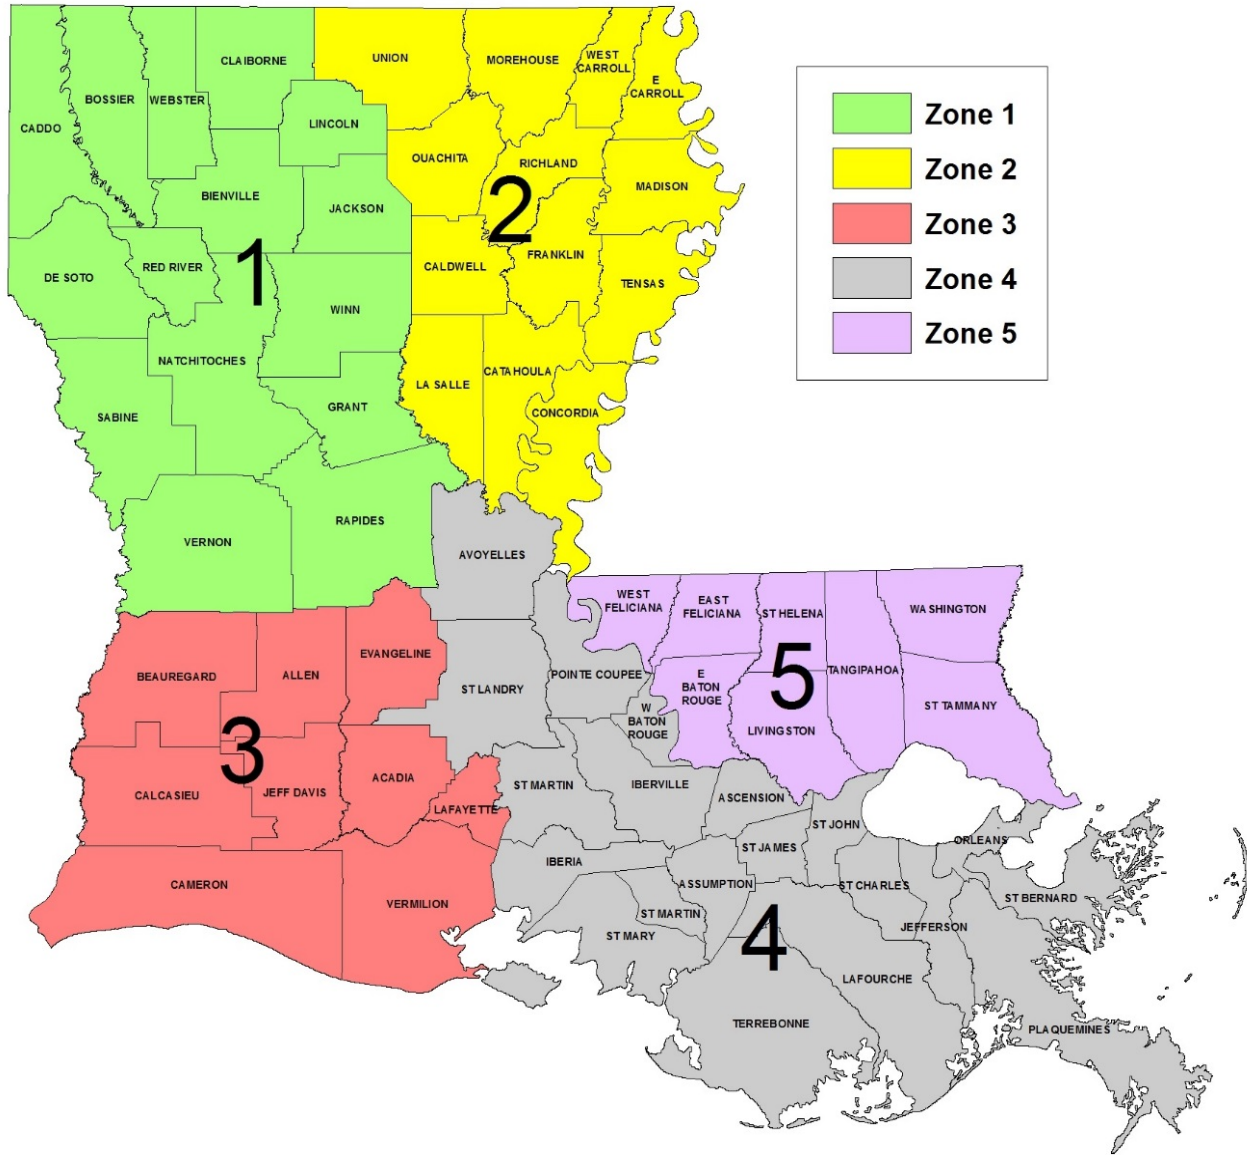 CLAIBORNE
UNION
MOREHOUSE
WEST
CARROLL
E
CARROLL
CADDO
BOSSIER
WEBSTER
LINCOLN
OUACHITA
RICHLAND
MADISON
BIENVILLE
JACKSON
2
DE SOTO
RED RIVER
1
CALDWELL
FRANKLIN
TENSAS
WINN
NATCHITOCHES
LA SALLE
CATAHOULA
SABINE
GRANT
CONCORDIA
VERNON
RAPIDES
AVOYELLES
WEST
FELICIANA
EAST
FELICIANA
ST HELENA
WASHINGTON
BEAUREGARD
ALLEN
EVANGELINE
ST LANDRY
POINTE COUPEE
E
BATON
ROUGE
5
TANGIPAHOA
ST TAMMANY
W
BATON
ROUGE
LIVINGSTON
3
CALCASIEU
JEFF DAVIS
ACADIA
LAFAYETTE
ST MARTIN
IBERVILLE
ASCENSION
ST JOHN
ORLEANS
CAMERON
VERMILION
IBERIA
ST JAMES
ASSUMPTION
ST CHARLES
ST BERNARD
ST MARTIN
ST MARY
4
JEFFERSON
LAFOURCHE
TERREBONNE
PLAQUEMINES
Zone 1
Zone 2
Zone 3
Zone 4
Zone 5